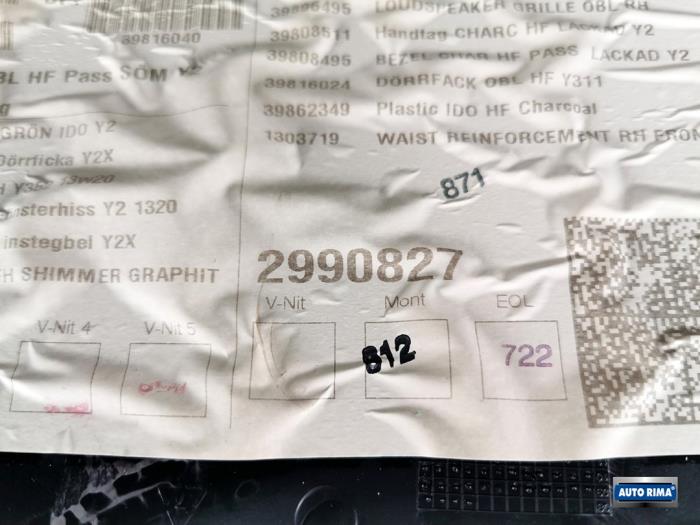 39816040
HF Pass SÖM Y2
GRÖN IDO Y2
Dörrficka Y2X
nsterhiss Y2 1320
instegbel Y2X
SHIMMER GRAPHIT
V-Nit 4 V-Nit 5
LOUDSPEAKER GRILLE OBL RH
39808511 Handtag CHARC HF LACKAD Y2
39808495 BEZEL CHAR HF PASS LACKAD Y2
39816024 DÖRRFACK OBL HF Y311
39862349 Plastic IDO HF Charcoal
1303719 WAIST REINFORCEMENT RH FRON
871
2990827
V-Nit Mont EOL
812 722
AUTO RIMA